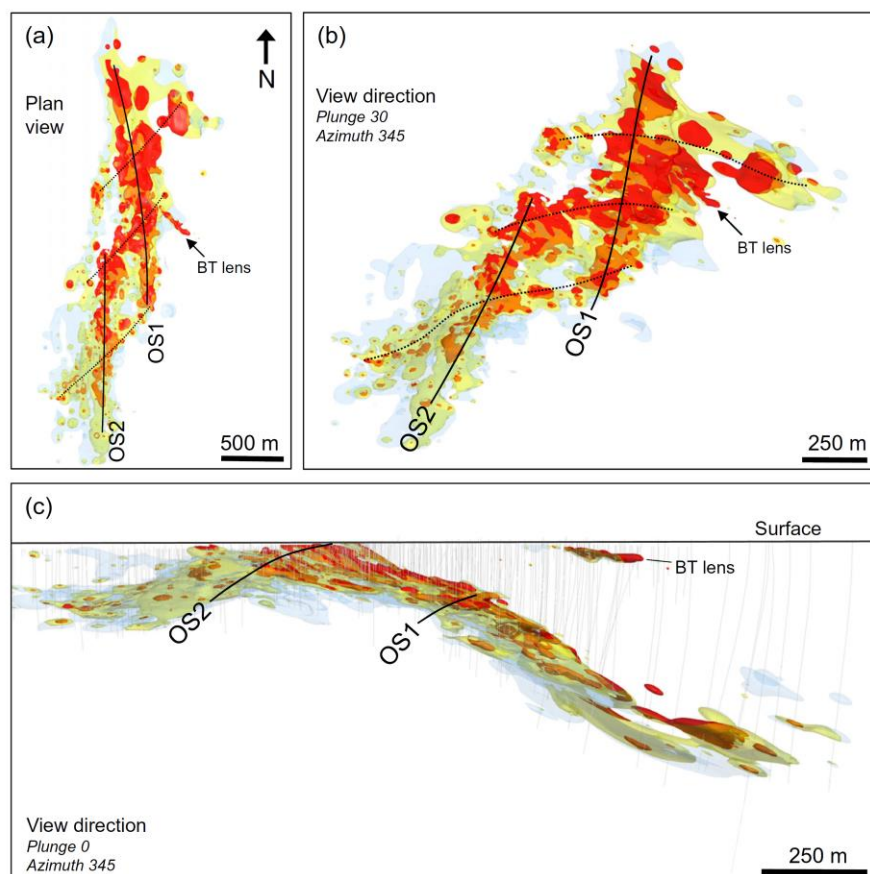 (a)
N
Plan
view
BT lens
OS1
OS2
500 m
(b)
View direction
Plunge 30
Azimuth 345
BT lens
OS1
OS2
250 m
(c)
Surface
BT lens
OS2
OS1
View direction
Plunge 0
Azimuth 345
250 m